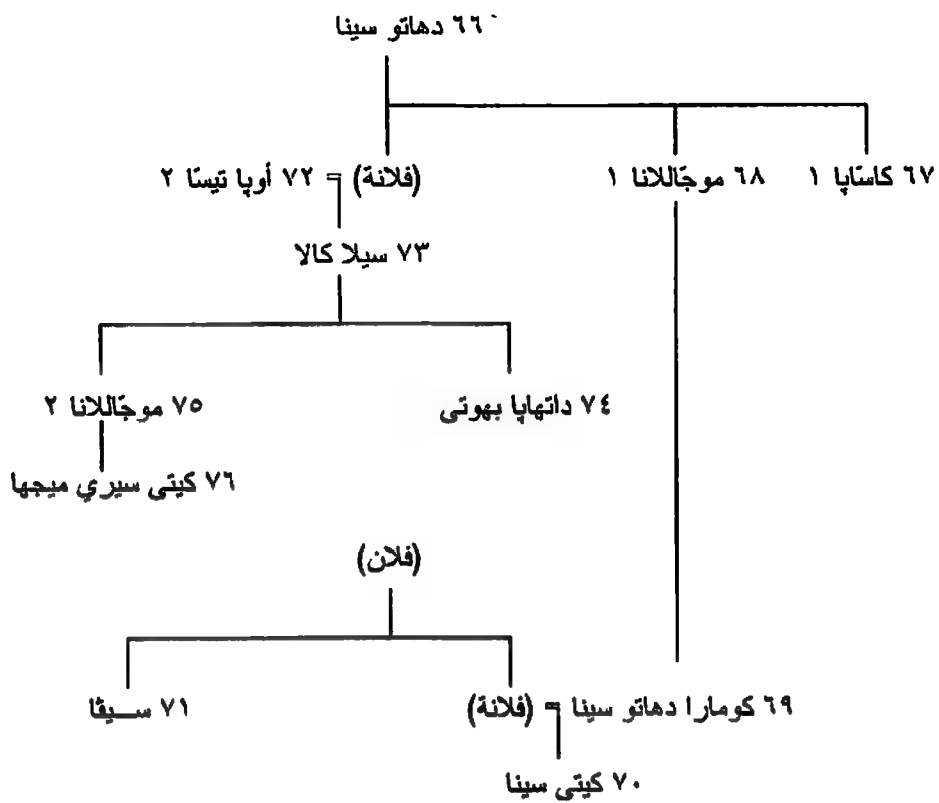 ٦٦ دهاتو سينا
٦٧ كاسّاپا ١ ٦٨ موجّاللانا ١ (فلانة) = ٧٢ أوپا تيسّا ٢
٧٣ سيلا كالا
٧٤ داتهاپا بهوتى ٧٥ موجّاللانا ٢
٧٦ كيتى سيري ميجها
(فلان)
٦٩ كومارا دهاتو سينا = (فلانة) ٧١ سيڤا
٧٠ كيتى سينا